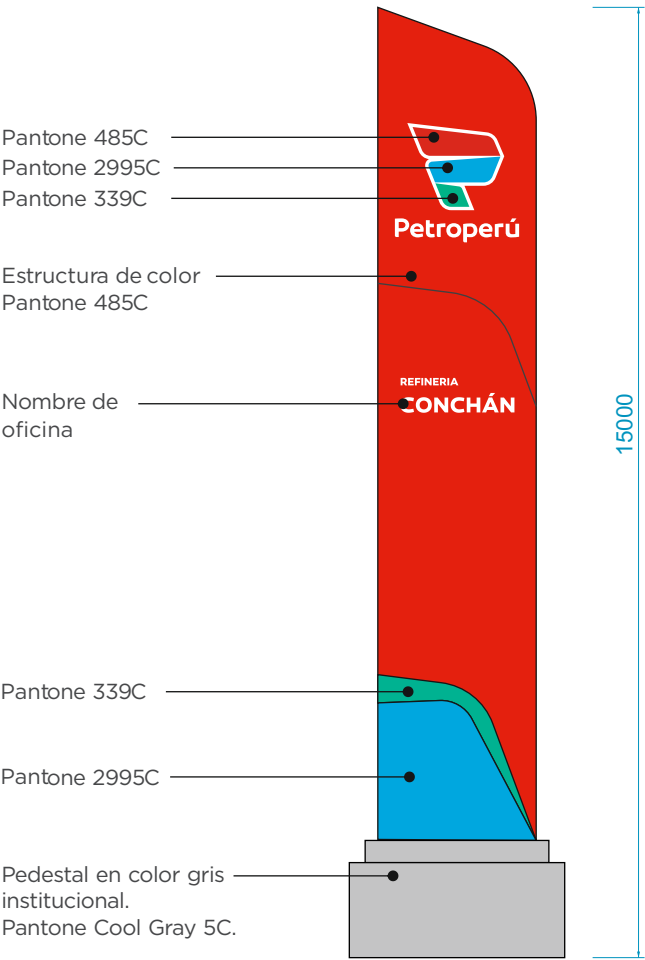 Pantone 485C
Pantone 2995C
Pantone 339C
Petroperú
Estructura de color
Pantone 485C
REFINERIA
CONCHÁN
Nombre de
oficina
15000
Pantone 339C
Pantone 2995C
Pedestal en color gris
institucional.
Pantone Cool Gray 5C.